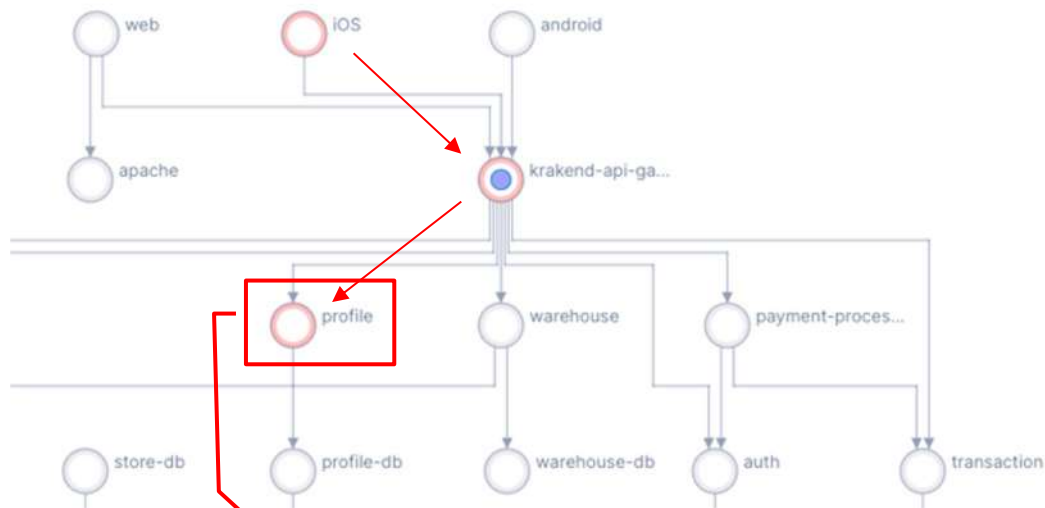 web
iOS
android
apache
krakend-api-ga...
profile
warehouse
payment-proces...
store-db
profile-db
warehouse-db
auth
transaction